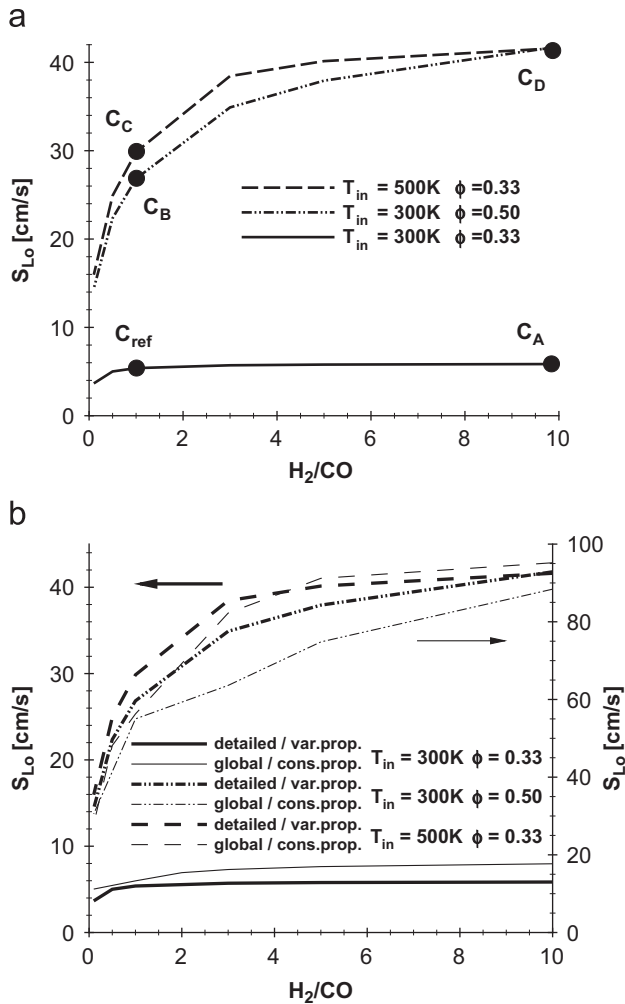 a
40
30
20
10
0
S_Lo [cm/s]
C_C
C_B
C_D
T_in = 500K ϕ=0.33
T_in = 300K ϕ=0.50
T_in = 300K ϕ=0.33
C_ref
C_A
0 2 4 6 8 10
H₂/CO
b
40
30
20
10
0
S_Lo [cm/s]
100
80
60
40
20
0
S_Lo [cm/s]
detailed / var.prop.
global / cons.prop.
T_in = 300K ϕ = 0.33
detailed / var.prop.
global / cons.prop.
T_in = 300K ϕ = 0.50
detailed / var.prop.
global / cons.prop.
T_in = 500K ϕ = 0.33
0 2 4 6 8 10
H₂/CO